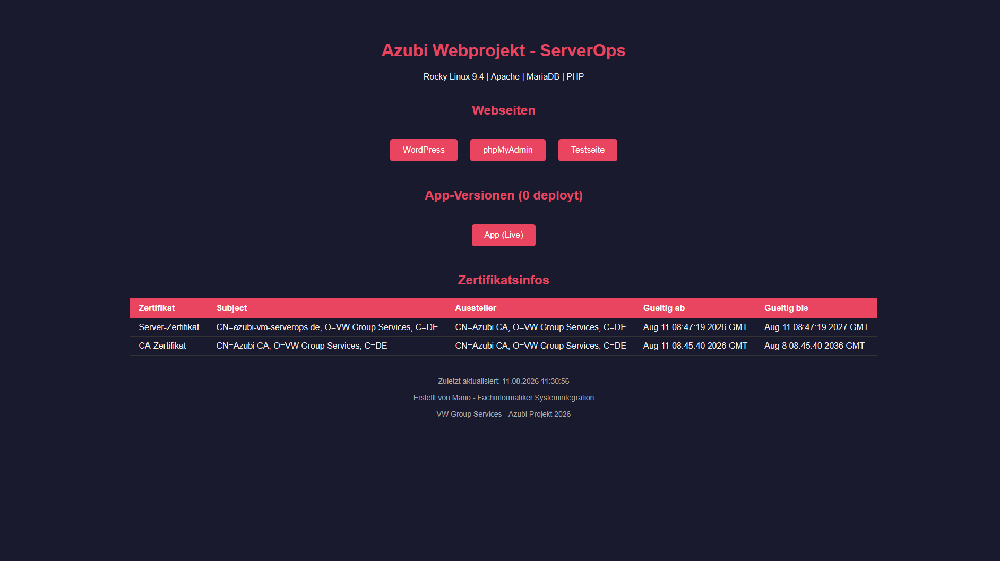 Azubi Webprojekt - ServerOps
Rocky Linux 9.4 | Apache | MariaDB | PHP
Webseiten
WordPress phpMyAdmin Testseite
App-Versionen (0 deployt)
App (Live)
Zertifikatsinfos
Zertifikat Subject Aussteller Gueltig ab Gueltig bis
Server-Zertifikat CN=azubi-vm-serverops.de, O=VW Group Services, C=DE CN=Azubi CA, O=VW Group Services, C=DE Aug 11 08:47:19 2026 GMT Aug 11 08:47:19 2027 GMT
CA-Zertifikat CN=Azubi CA, O=VW Group Services, C=DE CN=Azubi CA, O=VW Group Services, C=DE Aug 11 08:45:40 2026 GMT Aug 8 08:45:40 2036 GMT
Zuletzt aktualisiert: 11.08.2026 11:30:56
Erstellt von Mario - Fachinformatiker Systemintegration
VW Group Services - Azubi Projekt 2026